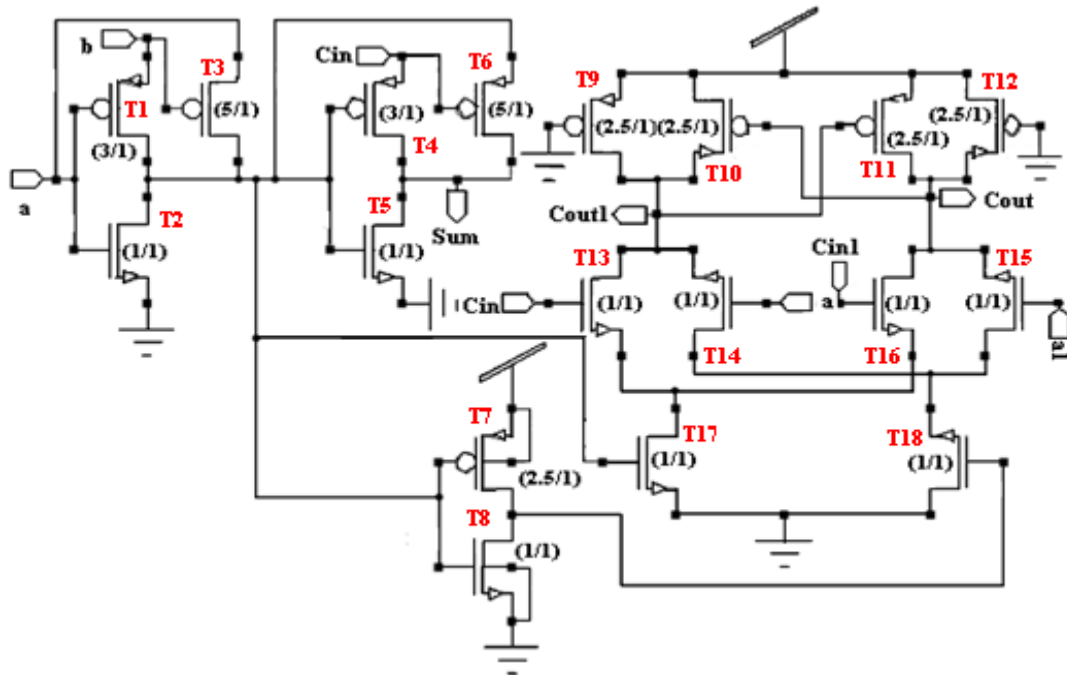 b
T3
Cin
T6
T9
T12
T1
(5/1)
(3/1)
(5/1)
(2.5/1)(2.5/1)
(2.5/1)
(2.5/1)
(3/1)
T4
T10
T11
a
T2
T5
Cout1
Cout
(1/1)
(1/1)
Sum
T13
Cin1
T15
Cin
(1/1)
(1/1)
a
(1/1)
(1/1)
T14
T16
a1
T7
T17
T18
(2.5/1)
(1/1)
(1/1)
T8
(1/1)